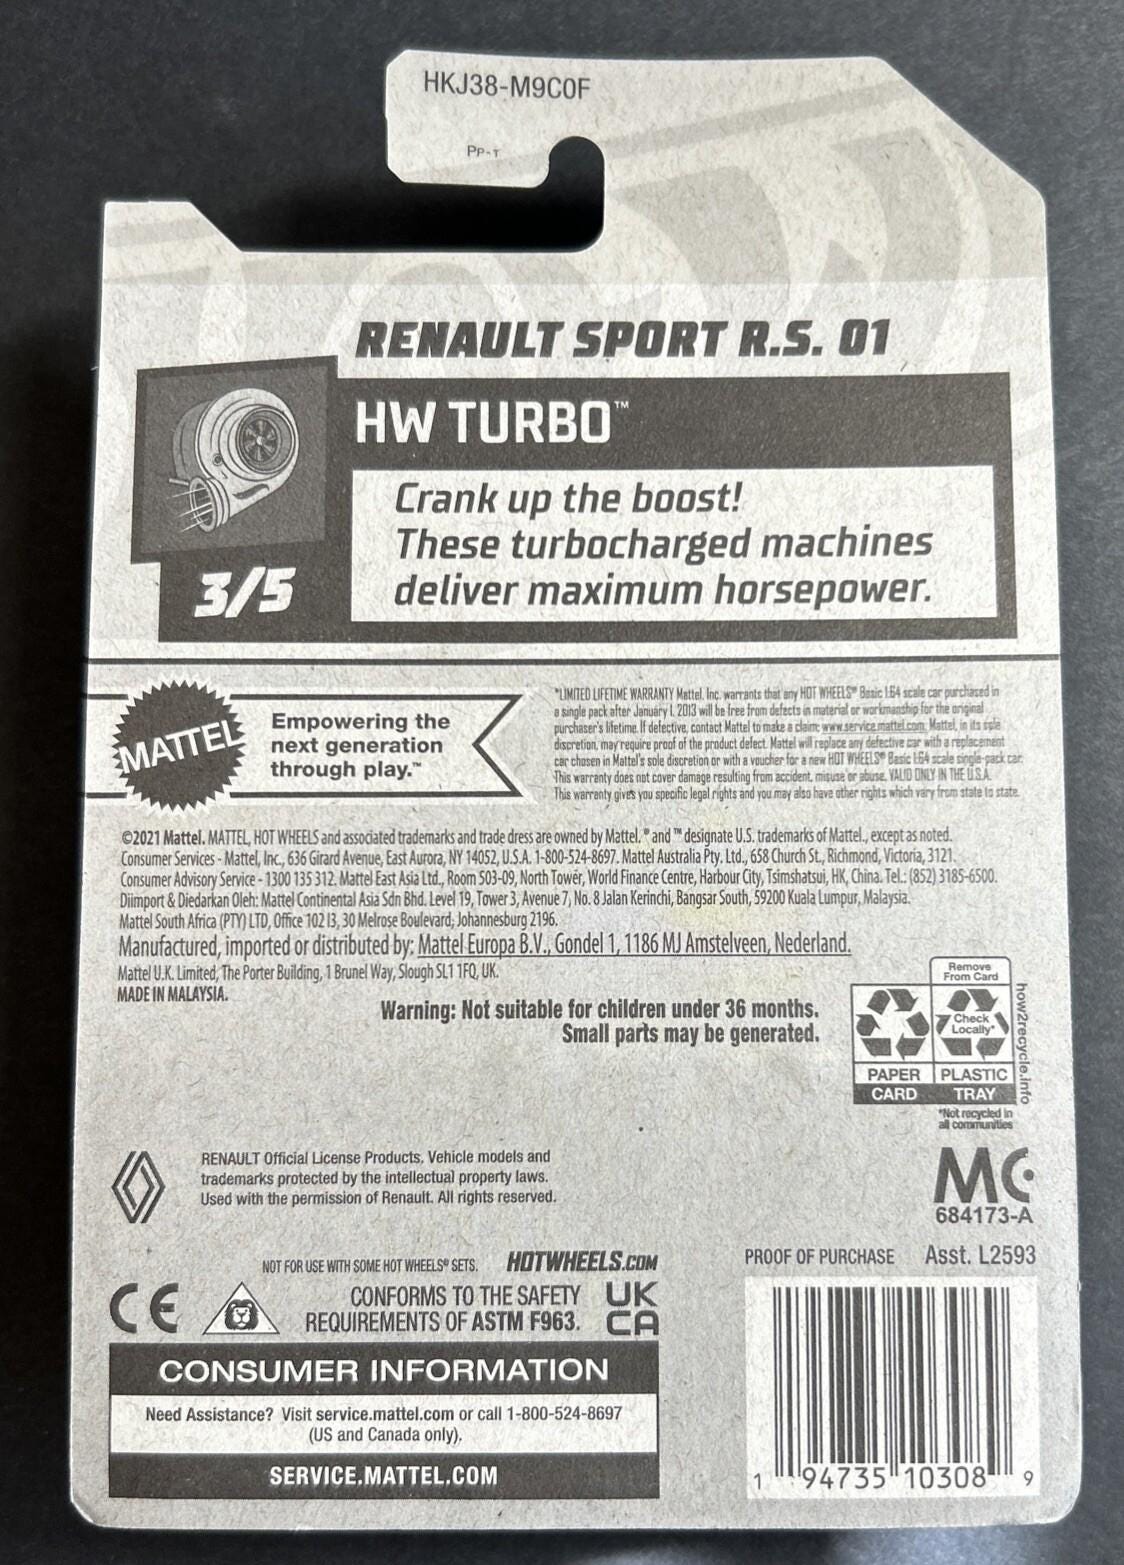 HKJ38-M9C0F
PP-T
RENAULT SPORT R.S. 01
HW TURBO™
Crank up the boost!
These turbocharged machines
deliver maximum horsepower.
3/5
MATTEL
Empowering the
next generation
through play.™
*LIMITED LIFETIME WARRANTY Mattel, Inc. warrants that any HOT WHEELS® Basic 1:64 scale car purchased in
a single pack after January 1, 2013 will be free from defects in material or workmanship for the original
purchaser's lifetime. If defective, contact Mattel to make a claim: www.service.mattel.com. Mattel, in its sole
discretion, may require proof of the product defect. Mattel will replace any defective car with a replacement
car chosen in Mattel's sole discretion or with a voucher for a new HOT WHEELS® Basic 1:64 scale single-pack car.
This warranty does not cover damage resulting from accident, misuse or abuse. VALID ONLY IN THE U.S.A.
This warranty gives you specific legal rights and you may also have other rights which vary from state to state.
©2021 Mattel. MATTEL, HOT WHEELS and associated trademarks and trade dress are owned by Mattel. ® and ™ designate U.S. trademarks of Mattel., except as noted.
Consumer Services - Mattel, Inc., 636 Girard Avenue, East Aurora, NY 14052, U.S.A. 1-800-524-8697. Mattel Australia Pty. Ltd., 658 Church St., Richmond, Victoria, 3121.
Consumer Advisory Service - 1300 135 312. Mattel East Asia Ltd., Room 503-09, North Tower, World Finance Centre, Harbour City, Tsimshatsui, HK, China. Tel.: (852) 3185-6500.
Diimport & Diedarkan Oleh: Mattel Continental Asia Sdn Bhd. Level 19, Tower 3, Avenue 7, No. 8 Jalan Kerinchi, Bangsar South, 59200 Kuala Lumpur, Malaysia.
Mattel South Africa (PTY) LTD, Office 102 I3, 30 Melrose Boulevard, Johannesburg 2196.
Manufactured, imported or distributed by: Mattel Europa B.V., Gondel 1, 1186 MJ Amstelveen, Nederland.
Mattel U.K. Limited, The Porter Building, 1 Brunel Way, Slough SL1 1FQ, UK.
MADE IN MALAYSIA.
Warning: Not suitable for children under 36 months.
Small parts may be generated.
Remove
From Card
Check
Locally*
PAPER
PLASTIC
CARD
TRAY
how2recycle.info
*Not recycled in
all communities
RENAULT Official License Products. Vehicle models and
trademarks protected by the intellectual property laws.
Used with the permission of Renault. All rights reserved.
MC
684173-A
NOT FOR USE WITH SOME HOT WHEELS® SETS.
HOTWHEELS.COM
PROOF OF PURCHASE
Asst. L2593
CE
CONFORMS TO THE SAFETY
REQUIREMENTS OF ASTM F963.
UK
CA
CONSUMER INFORMATION
Need Assistance? Visit service.mattel.com or call 1-800-524-8697
(US and Canada only).
SERVICE.MATTEL.COM
1 94735 10308 9